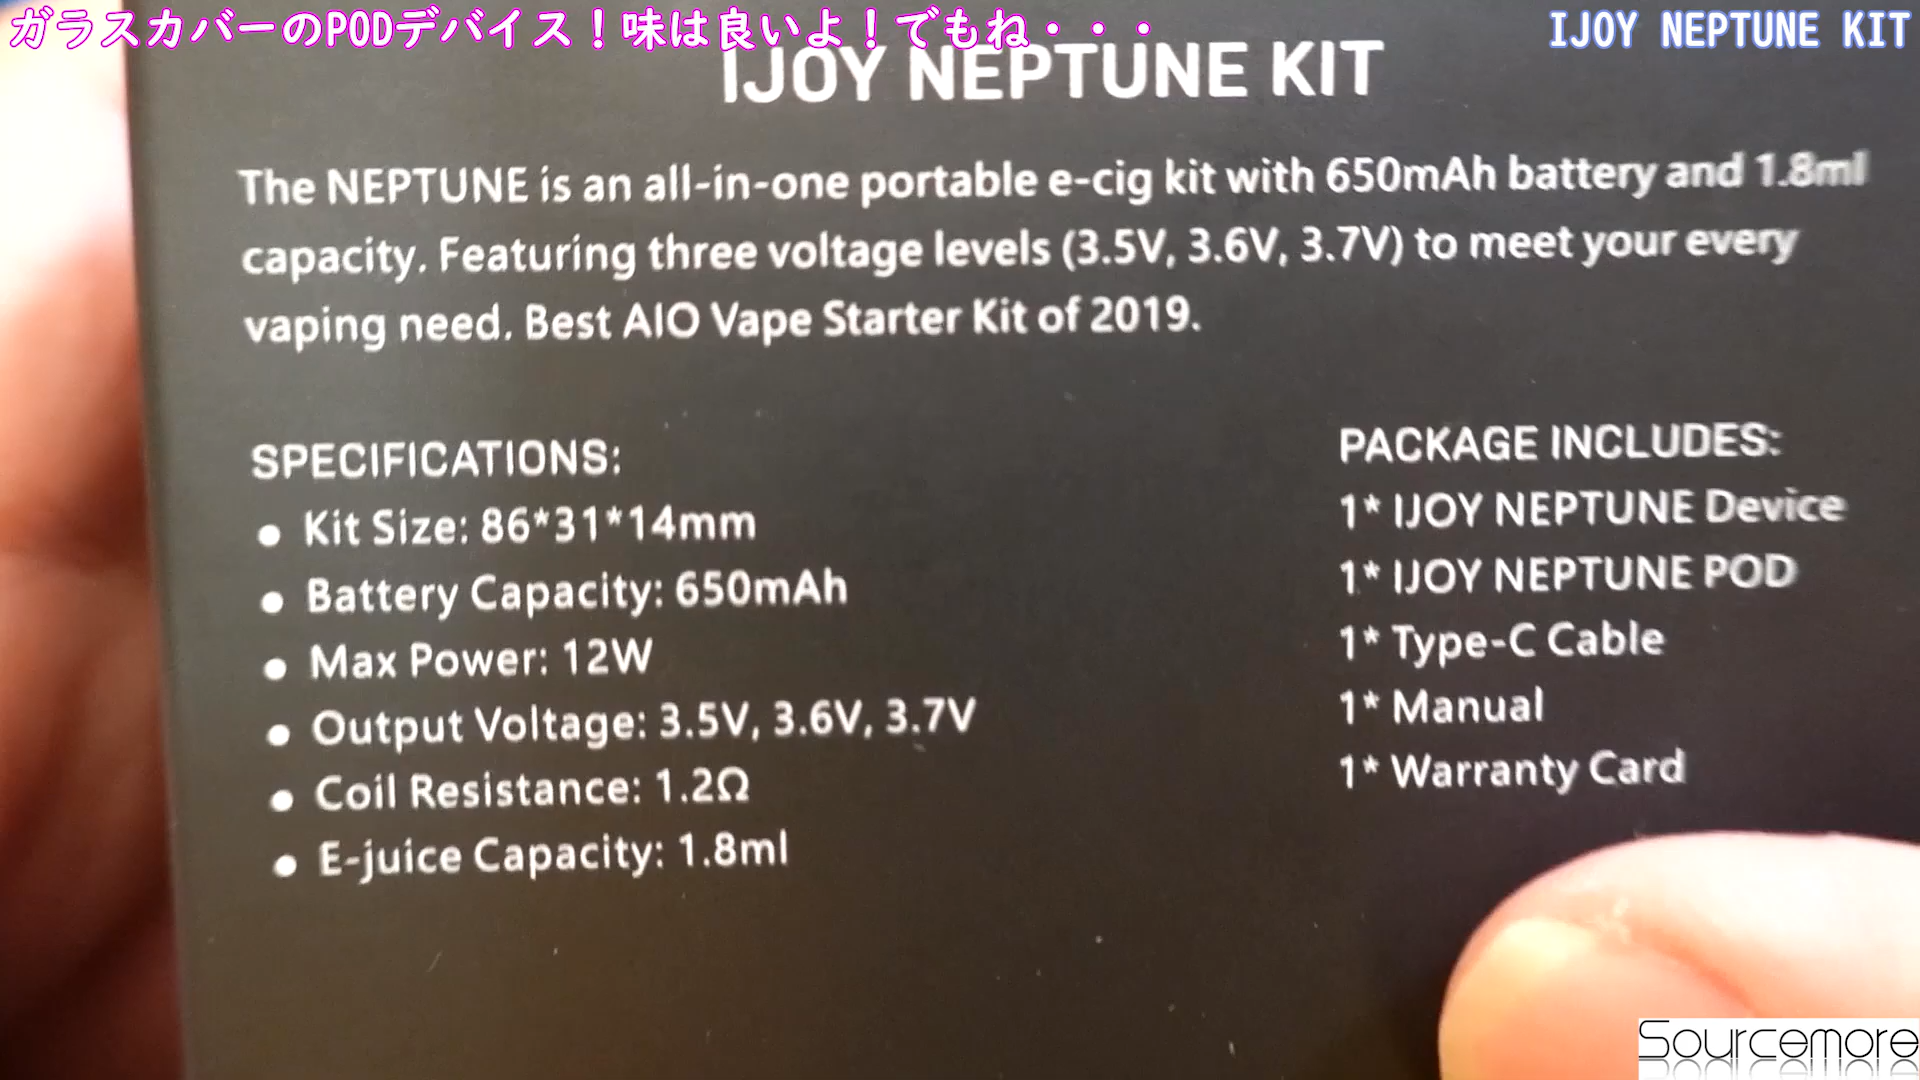 ガラスカバーのPODデバイス！味は良いよ！でもね・・・
IJOY NEPTUNE KIT
IJOY NEPTUNE KIT
The NEPTUNE is an all-in-one portable e-cig kit with 650mAh battery and 1.8ml
capacity. Featuring three voltage levels (3.5V, 3.6V, 3.7V) to meet your every
vaping need. Best AIO Vape Starter Kit of 2019.
SPECIFICATIONS:
● Kit Size: 86*31*14mm
● Battery Capacity: 650mAh
● Max Power: 12W
● Output Voltage: 3.5V, 3.6V, 3.7V
● Coil Resistance: 1.2Ω
● E-juice Capacity: 1.8ml
PACKAGE INCLUDES:
1* IJOY NEPTUNE Device
1* IJOY NEPTUNE POD
1* Type-C Cable
1* Manual
1* Warranty Card
Sourcemore